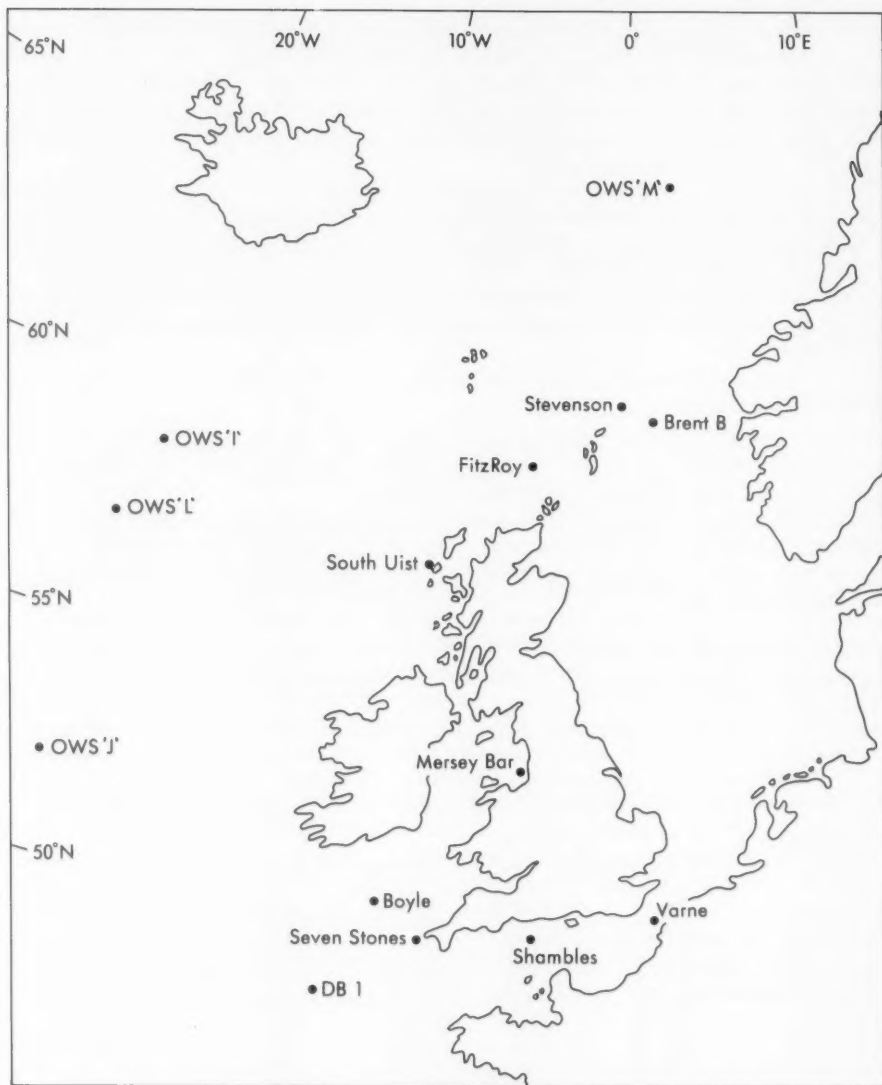 20°W 10°W 0° 10°E
65°N
OWS 'M'
60°N
Stevenson
Brent B
OWS 'I'
FitzRoy
OWS 'L'
South Uist
55°N
OWS 'J'
Mersey Bar
50°N
Boyle
Varne
Seven Stones
Shambles
DB 1